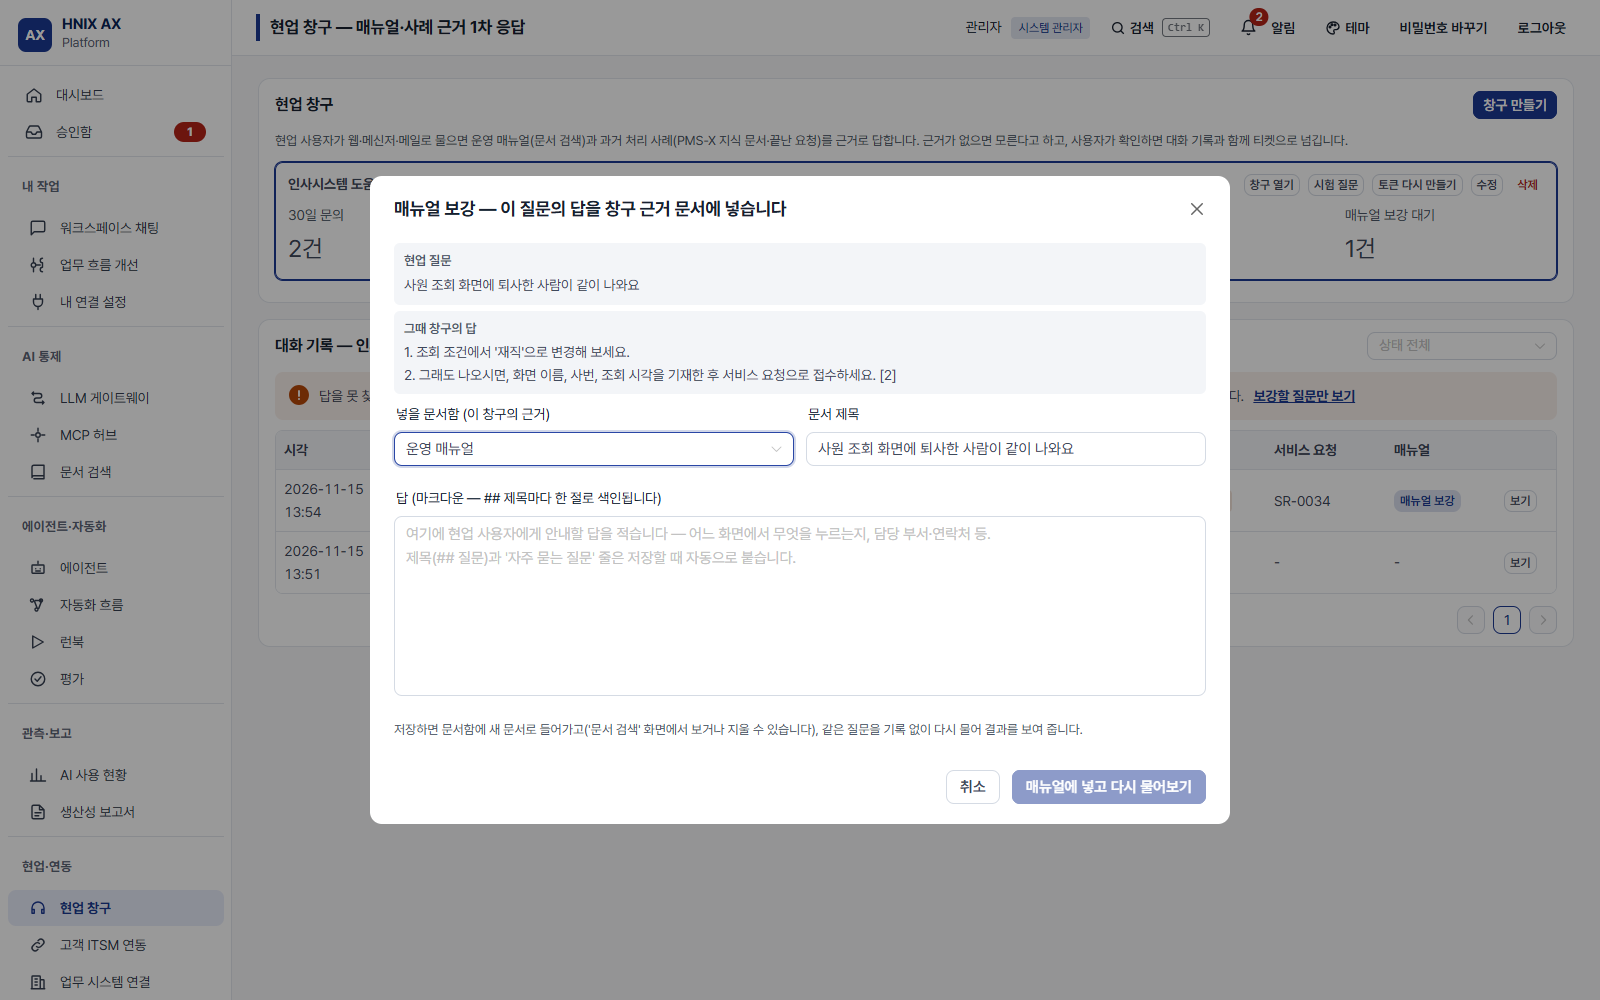 AX
HNIX AX
Platform
현업 창구 — 매뉴얼·사례 근거 1차 응답
관리자
시스템 관리자
검색
Ctrl K
2
알림
테마
비밀번호 바꾸기
로그아웃
대시보드
승인함
1
내 작업
워크스페이스 채팅
업무 흐름 개선
내 연결 설정
AI 통제
LLM 게이트웨이
MCP 허브
문서 검색
에이전트·자동화
에이전트
자동화 흐름
런북
평가
관측·보고
AI 사용 현황
생산성 보고서
현업·연동
현업 창구
고객 ITSM 연동
업무 시스템 연결
현업 창구
창구 만들기
현업 사용자가 웹·메신저·메일로 물으면 운영 매뉴얼(문서 검색)과 과거 처리 사례(PMS-X 지식 문서·끝난 요청)를 근거로 답합니다. 근거가 없으면 모른다고 하고, 사용자가 확인하면 대화 기록과 함께 티켓으로 넘깁니다.
인사시스템 도움
창구 열기
시험 질문
토큰 다시 만들기
수정
삭제
30일 문의
2건
매뉴얼 보강 대기
1건
대화 기록 — 인
상태 전체
답을 못 찾
다.
보강할 질문만 보기
시각
서비스 요청
매뉴얼
2026-11-15
13:54
SR-0034
매뉴얼 보강
보기
2026-11-15
13:51
-
-
보기
1
매뉴얼 보강 — 이 질문의 답을 창구 근거 문서에 넣습니다
현업 질문
사원 조회 화면에 퇴사한 사람이 같이 나와요
그때 창구의 답
1. 조회 조건에서 '재직'으로 변경해 보세요.
2. 그래도 나오시면, 화면 이름, 사번, 조회 시각을 기재한 후 서비스 요청으로 접수하세요. [2]
넣을 문서함 (이 창구의 근거)
문서 제목
운영 매뉴얼
사원 조회 화면에 퇴사한 사람이 같이 나와요
답 (마크다운 — ## 제목마다 한 절로 색인됩니다)
여기에 현업 사용자에게 안내할 답을 적습니다 — 어느 화면에서 무엇을 누르는지, 담당 부서·연락처 등.
제목(## 질문)과 '자주 묻는 질문' 줄은 저장할 때 자동으로 붙습니다.
저장하면 문서함에 새 문서로 들어가고('문서 검색' 화면에서 보거나 지울 수 있습니다), 같은 질문을 기록 없이 다시 물어 결과를 보여 줍니다.
취소
매뉴얼에 넣고 다시 물어보기